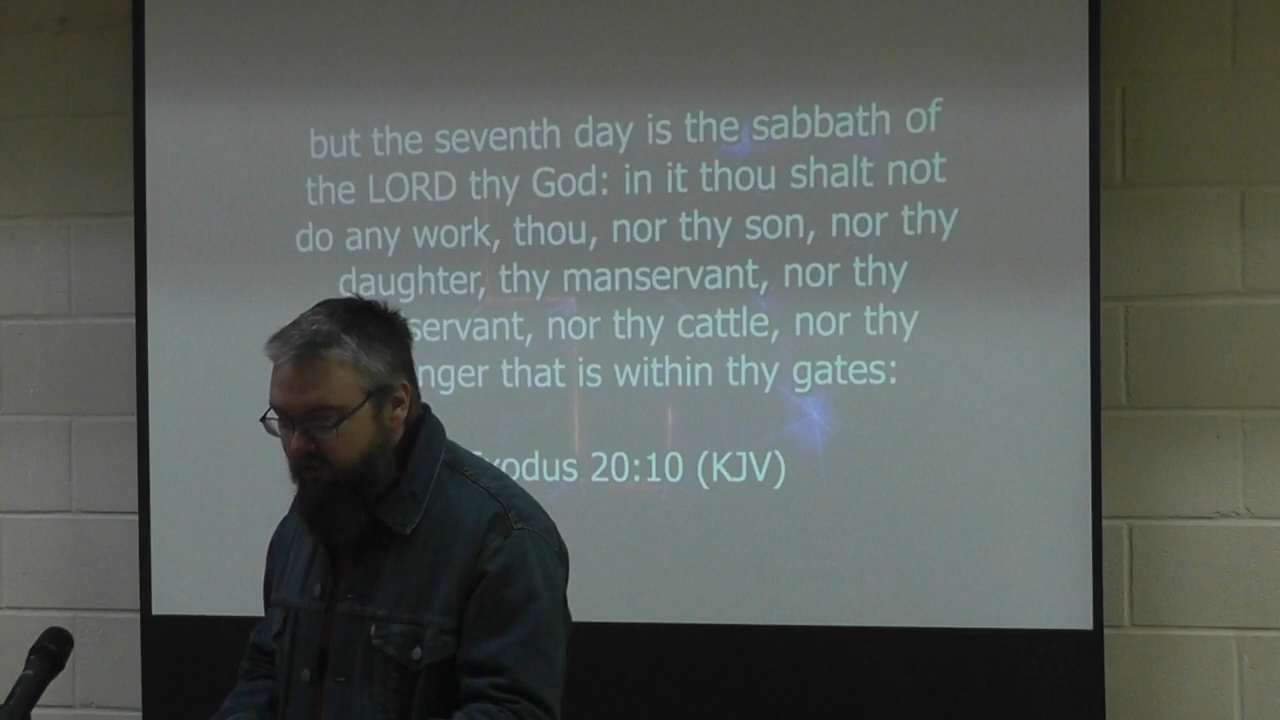 but the seventh day is the sabbath of
the LORD thy God: in it thou shalt not
do any work, thou, nor thy son, nor thy
daughter, thy manservant, nor thy
servant, nor thy cattle, nor thy
nger that is within thy gates:
xodus 20:10 (KJV)